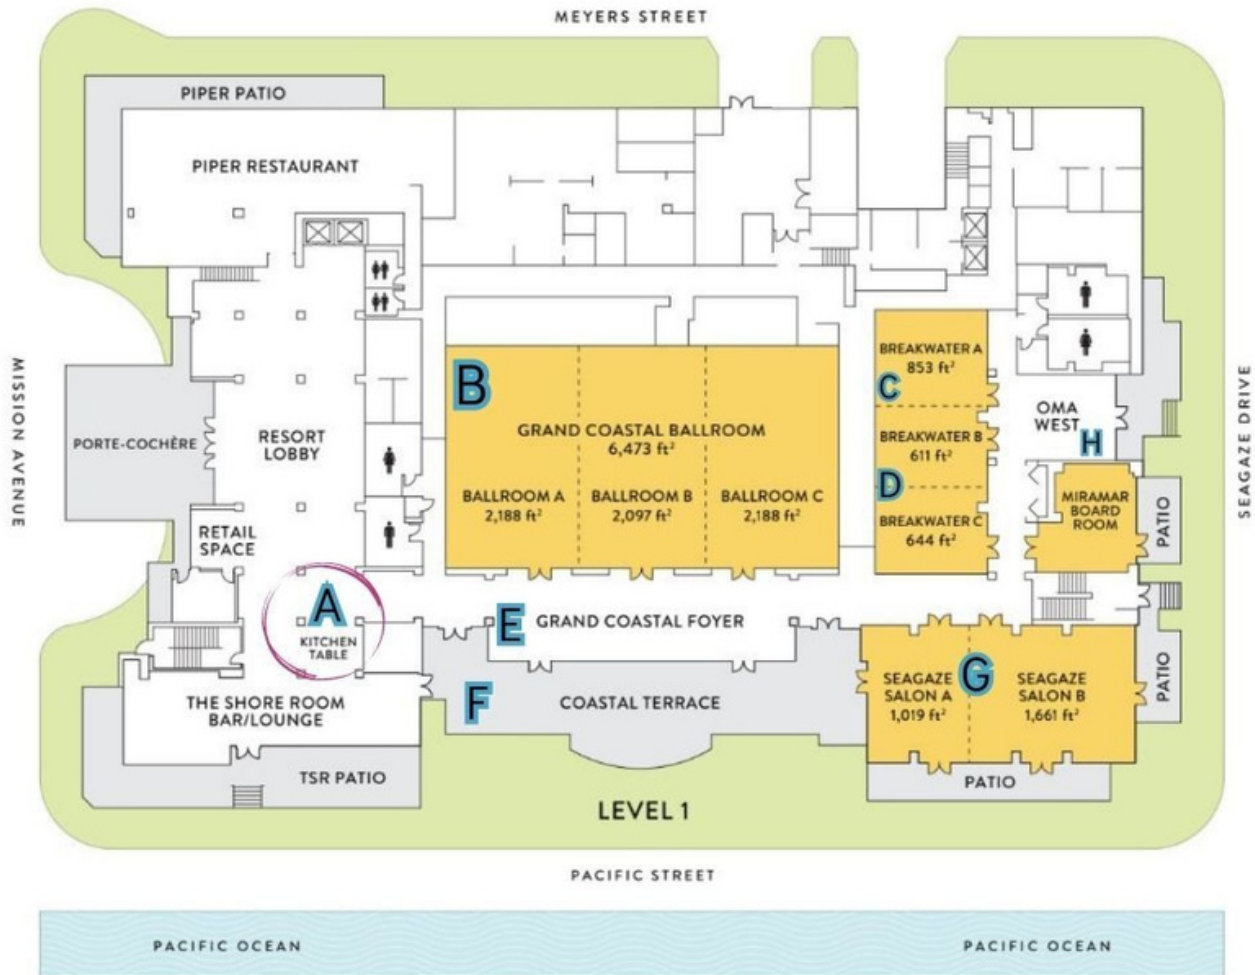 MEYERS STREET
PIPER PATIO
PIPER RESTAURANT
MISSION AVENUE
PORTE-COCHÈRE
RESORT
LOBBY
RETAIL
SPACE
A
KITCHEN
TABLE
THE SHORE ROOM
BAR/LOUNGE
TSR PATIO
B
GRAND COASTAL BALLROOM
6,473 ft²
BALLROOM A
2,188 ft²
BALLROOM B
2,097 ft²
BALLROOM C
2,188 ft²
E
GRAND COASTAL FOYER
F
COASTAL TERRACE
BREAKWATER A
853 ft²
C
BREAKWATER B
611 ft²
D
BREAKWATER C
644 ft²
OMA
WEST
H
MIRAMAR
BOARD
ROOM
PATIO
SEAGAZE
SALON A
1,019 ft²
G
SEAGAZE
SALON B
1,661 ft²
PATIO
PATIO
SEAGAZE DRIVE
LEVEL 1
PACIFIC STREET
PACIFIC OCEAN
PACIFIC OCEAN